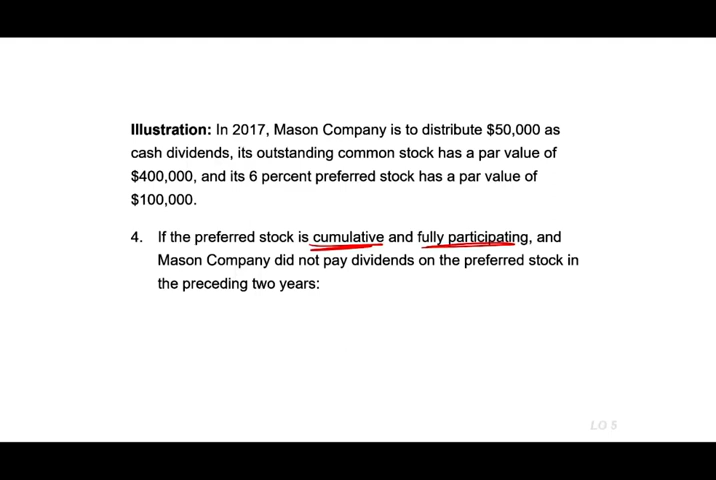 Illustration: In 2017, Mason Company is to distribute $50,000 as
cash dividends, its outstanding common stock has a par value of
$400,000, and its 6 percent preferred stock has a par value of
$100,000.
4. If the preferred stock is cumulative and fully participating, and
Mason Company did not pay dividends on the preferred stock in
the preceding two years:
LO 5